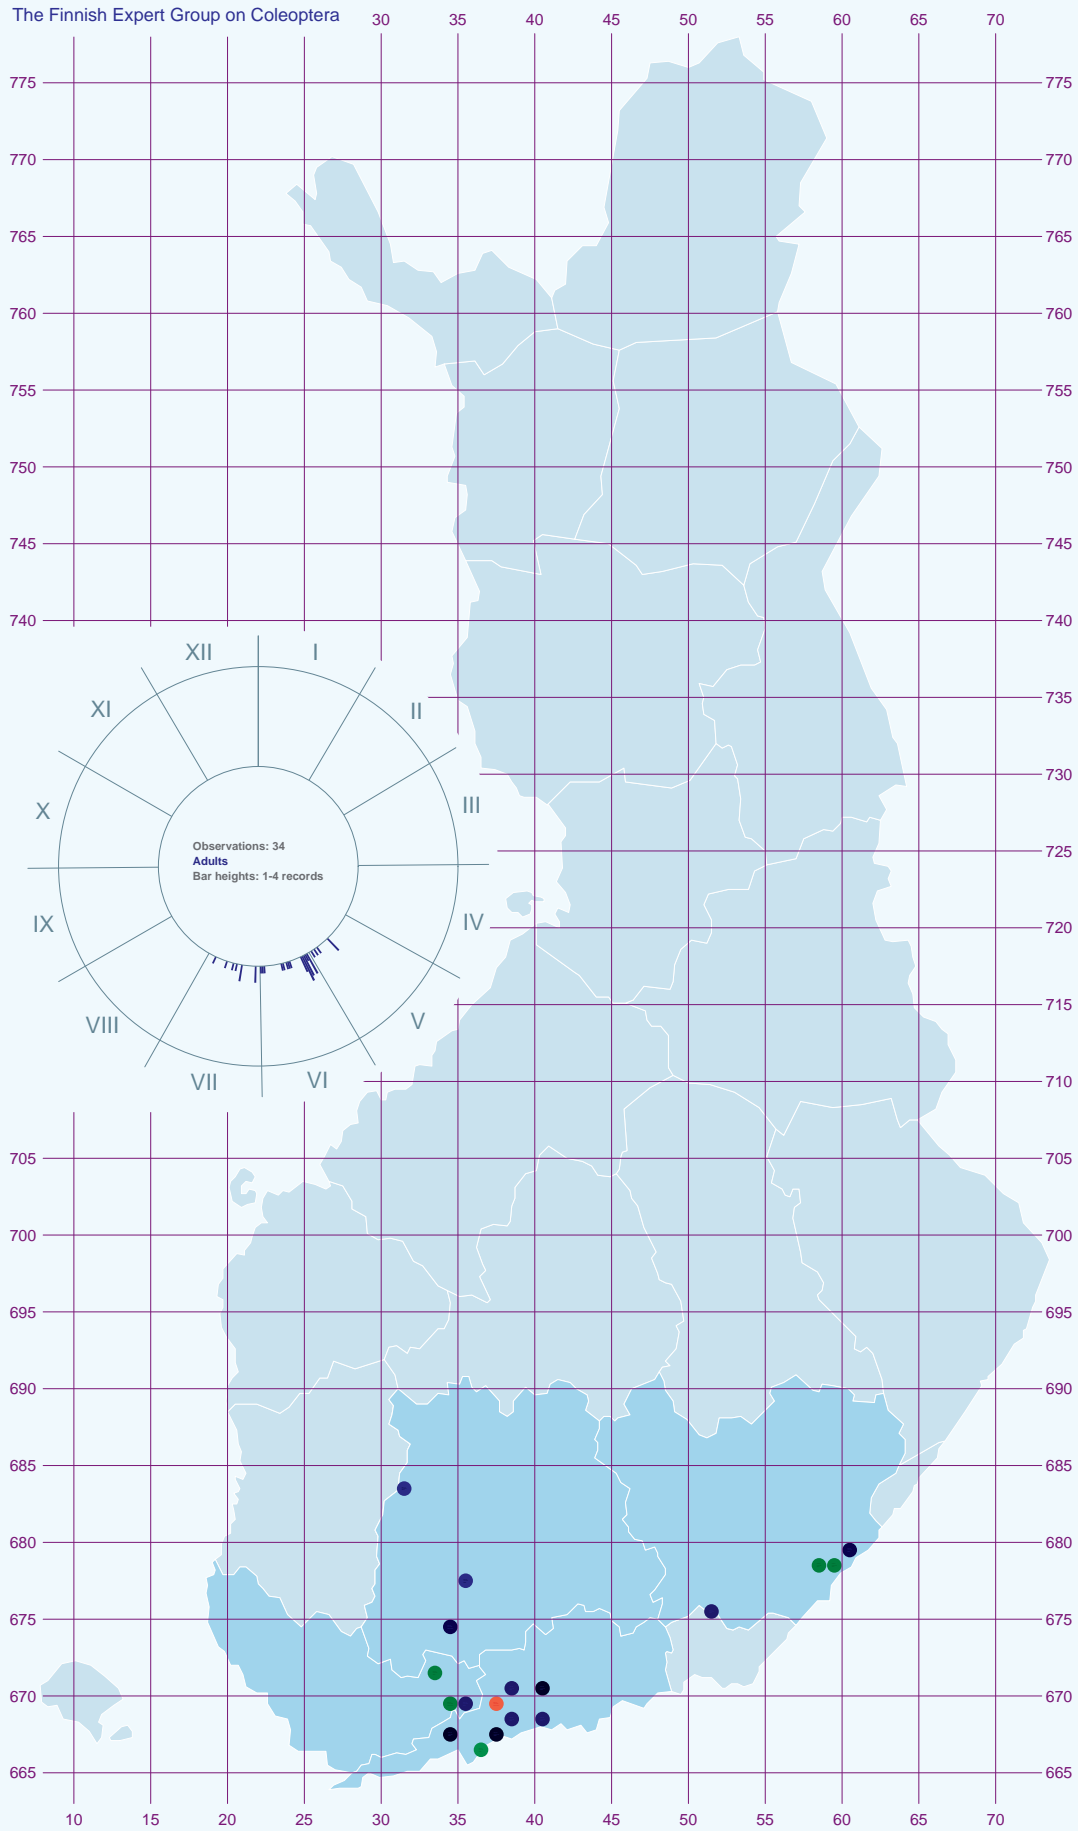 The Finnish Expert Group on Coleoptera
30 35 40 45 50 55 60 65 70
775 775
770 770
765 765
760 760
755 755
750 750
745 745
740 740
XII I
XI II
735
730
X III
725
Observations: 34
Adults
Bar heights: 1-4 records
IX IV
720
715
VIII V
VII VI
710
705 705
700 700
695 695
690 690
685 685
680 680
675 675
670 670
665 665
10 15 20 25 30 35 40 45 50 55 60 65 70